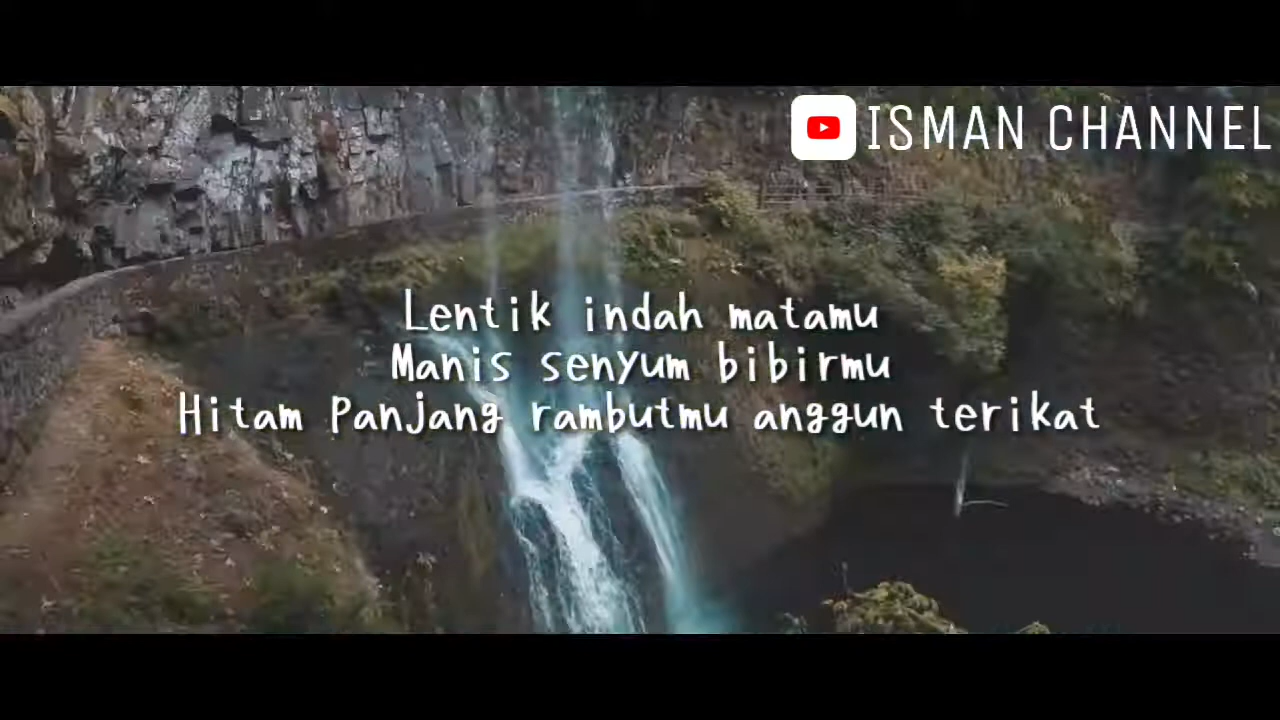 ISMAN CHANNEL
Lentik indah matamu
Manis senyum bibirmu
Hitam Panjang rambutmu anggun terikat